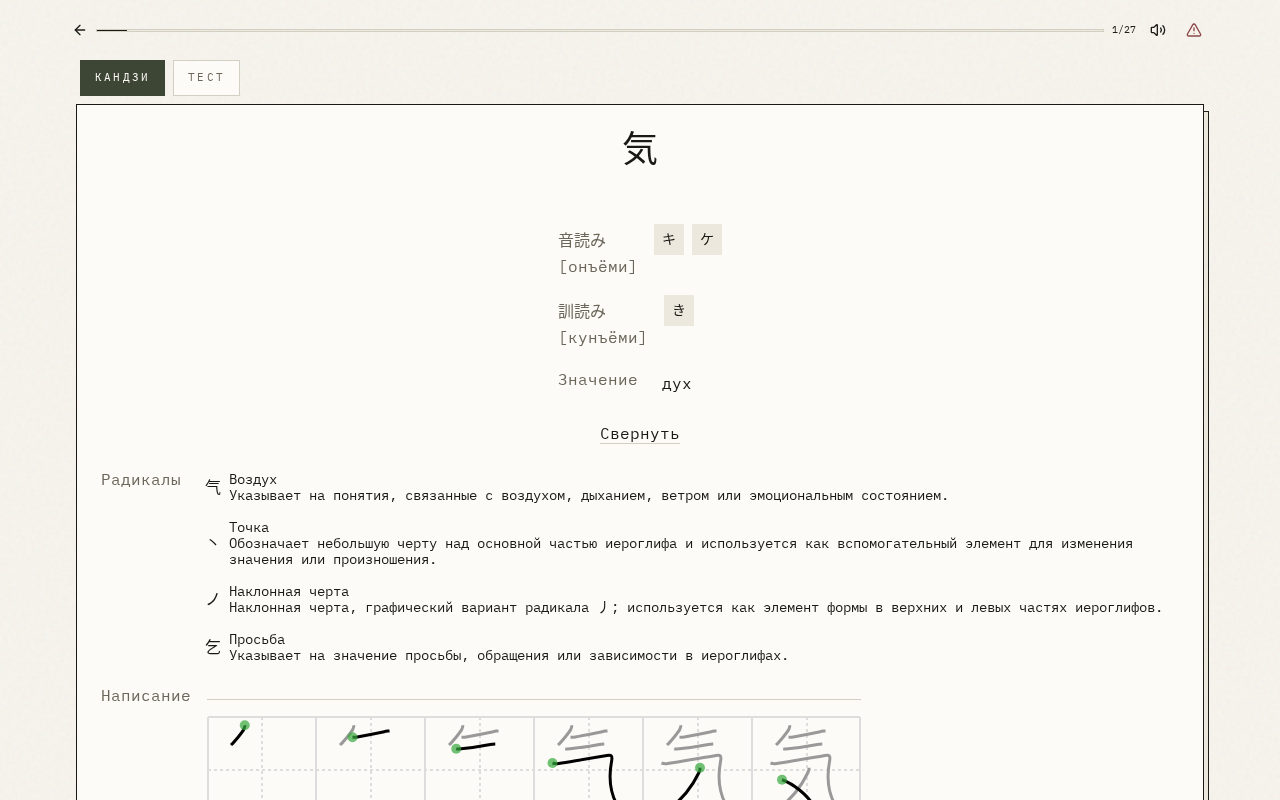 1/27
КАНДЗИ ТЕСТ
気
音読み キ ケ
[онъёми]
訓読み き
[кунъёми]
Значение дух
Свернуть
Радикалы 气 Воздух
Указывает на понятия, связанные с воздухом, дыханием, ветром или эмоциональным состоянием.
Точка
丶 Обозначает небольшую черту над основной частью иероглифа и используется как вспомогательный элемент для изменения
значения или произношения.
ノ Наклонная черта
Наклонная черта, графический вариант радикала 丿; используется как элемент формы в верхних и левых частях иероглифов.
乞 Просьба
Указывает на значение просьбы, обращения или зависимости в иероглифах.
Написание